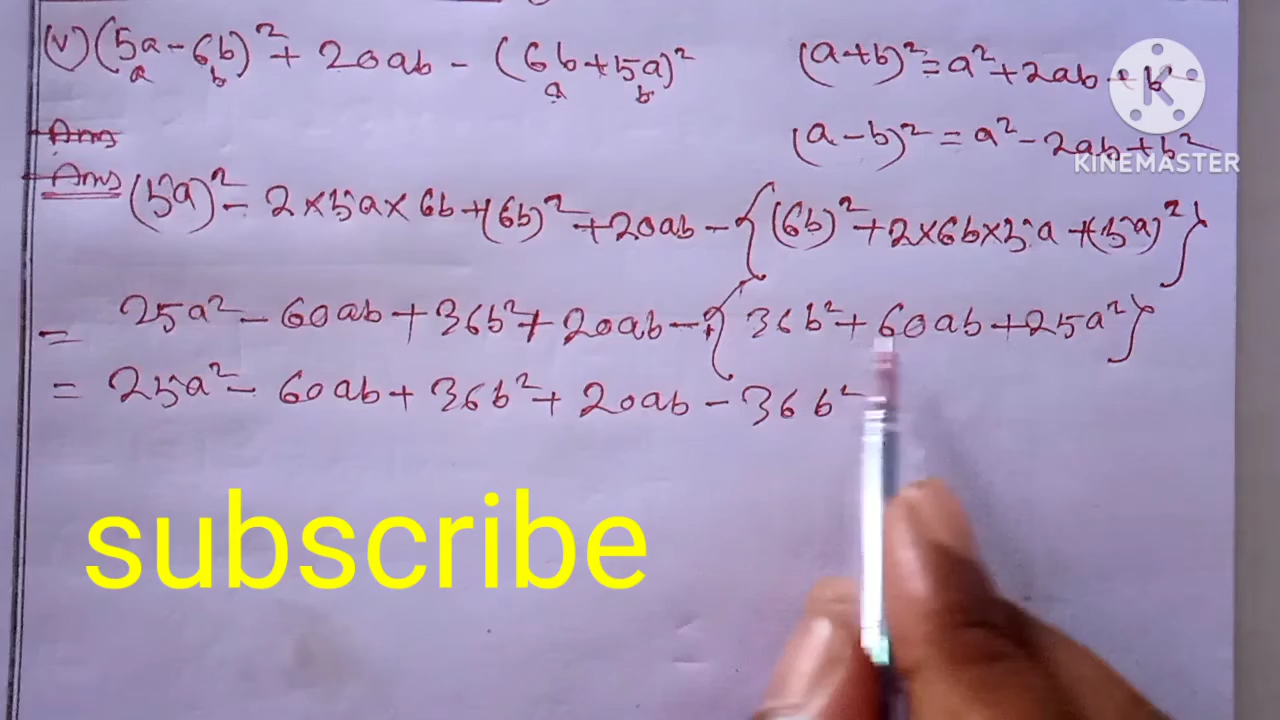 (v) (5a-6b)² + 20ab - (6b+5a)²
a b a b
(a+b)² = a²+2ab+b
(a-b)² = a²-2ab+b²
K
KINEMASTER
Ans
Ans (5a)² - 2×5a×6b+(6b)²+20ab-{(6b)²+2×6b×5a+(5a)²}
= 25a²-60ab+36b²+20ab-{36b²+60ab+25a²}
= 25a²-60ab+36b²+20ab-36b²
subscribe